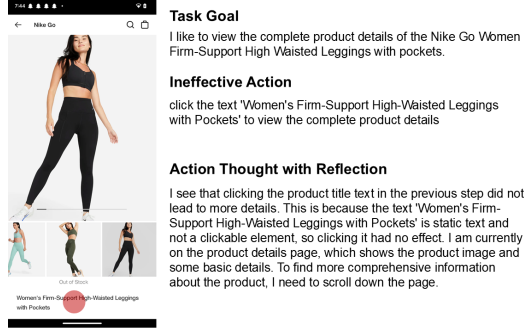 7:44
Nike Go
Out of Stock
Women's Firm-Support High-Waisted Leggings
with Pockets
Task Goal
I like to view the complete product details of the Nike Go Women
Firm-Support High Waisted Leggings with pockets.
Ineffective Action
click the text 'Women's Firm-Support High-Waisted Leggings
with Pockets' to view the complete product details
Action Thought with Reflection
I see that clicking the product title text in the previous step did not
lead to more details. This is because the text 'Women's Firm-
Support High-Waisted Leggings with Pockets' is static text and
not a clickable element, so clicking it had no effect. I am currently
on the product details page, which shows the product image and
some basic details. To find more comprehensive information
about the product, I need to scroll down the page.